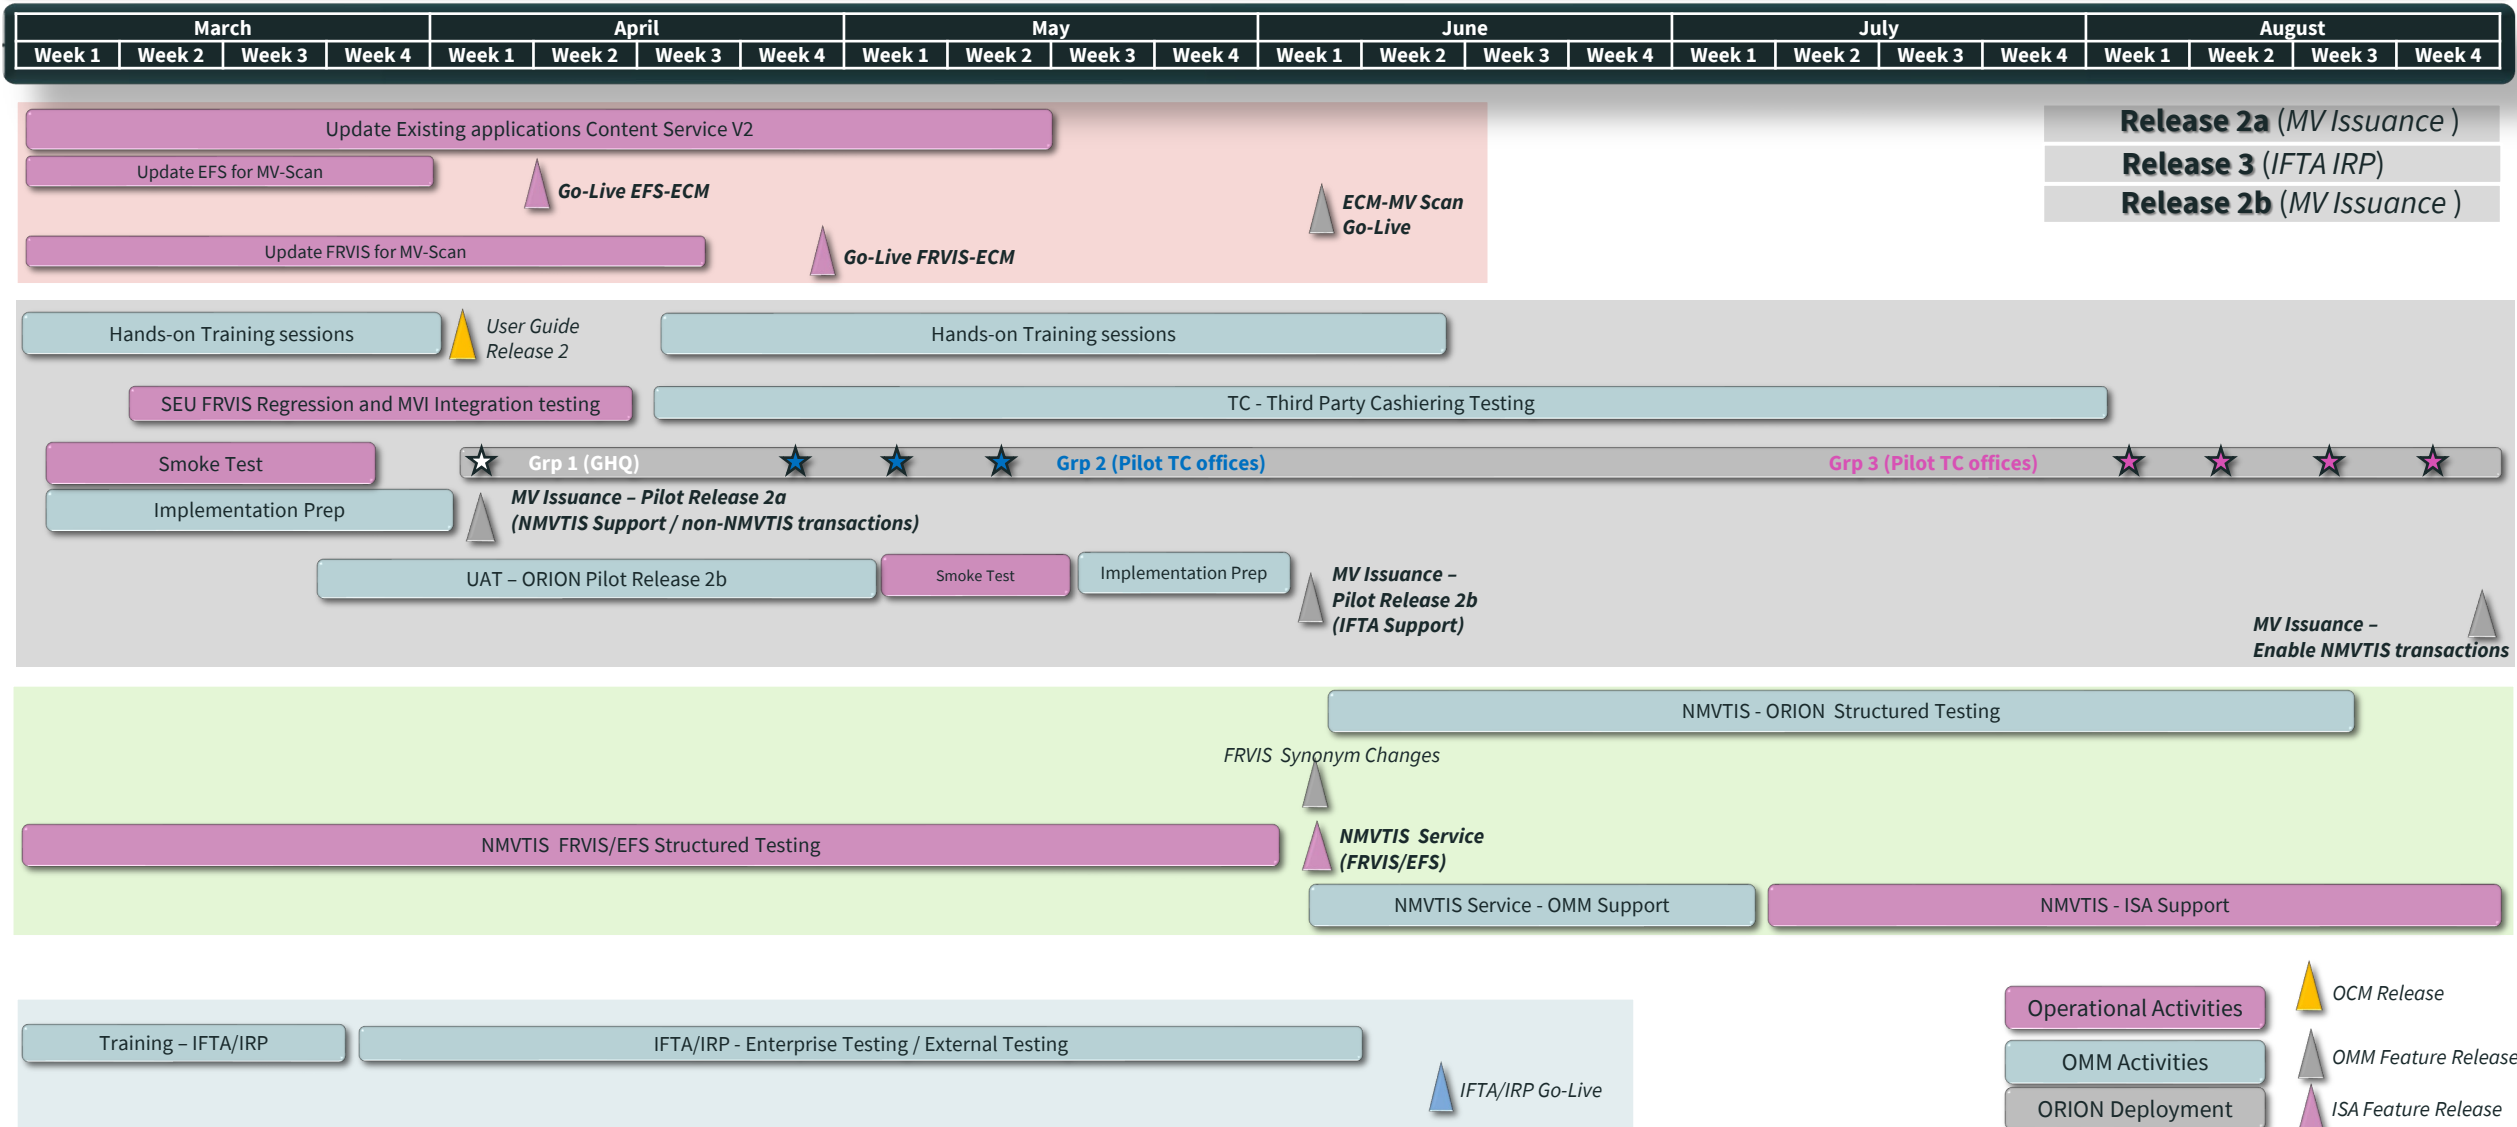 March April May June July August
Week 1 Week 2 Week 3 Week 4 Week 1 Week 2 Week 3 Week 4 Week 1 Week 2 Week 3 Week 4 Week 1 Week 2 Week 3 Week 4 Week 1 Week 2 Week 3 Week 4 Week 1 Week 2 Week 3 Week 4
Update Existing applications Content Service V2
Update EFS for MV-Scan
Go-Live EFS-ECM
ECM-MV Scan
Go-Live
Update FRVIS for MV-Scan
Go-Live FRVIS-ECM
Release 2a (MV Issuance )
Release 3 (IFTA IRP)
Release 2b (MV Issuance )
Hands-on Training sessions
User Guide
Release 2
Hands-on Training sessions
SEU FRVIS Regression and MVI Integration testing
TC - Third Party Cashiering Testing
Smoke Test
Grp 1 (GHQ)
Grp 2 (Pilot TC offices)
Grp 3 (Pilot TC offices)
Implementation Prep
MV Issuance – Pilot Release 2a
(NMVTIS Support / non-NMVTIS transactions)
UAT – ORION Pilot Release 2b
Smoke Test
Implementation Prep
MV Issuance –
Pilot Release 2b
(IFTA Support)
MV Issuance –
Enable NMVTIS transactions
NMVTIS - ORION Structured Testing
FRVIS Synonym Changes
NMVTIS FRVIS/EFS Structured Testing
NMVTIS Service
(FRVIS/EFS)
NMVTIS Service - OMM Support
NMVTIS - ISA Support
Training – IFTA/IRP
IFTA/IRP - Enterprise Testing / External Testing
IFTA/IRP Go-Live
Operational Activities
OMM Activities
ORION Deployment
OCM Release
OMM Feature Release
ISA Feature Release